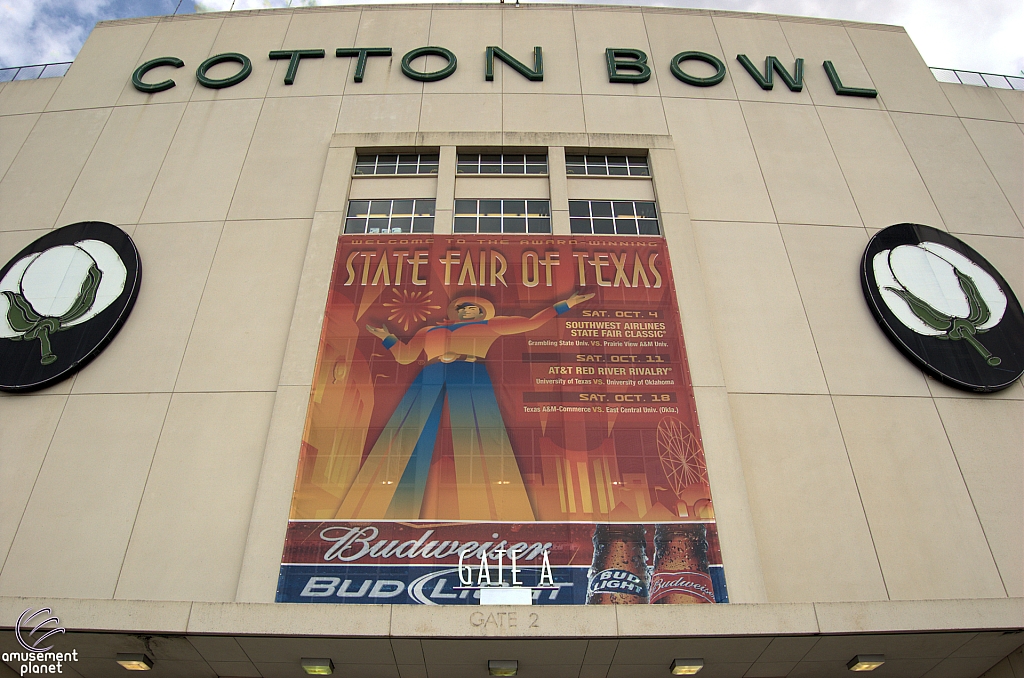 COTTON BOWL
WELCOME TO THE AWARD-WINNING
STATE FAIR OF TEXAS
SAT. OCT. 4
SOUTHWEST AIRLINES
STATE FAIR CLASSIC
Grambling State Univ. VS. Prairie View A&M Univ.
SAT. OCT. 11
AT&T RED RIVER RIVALRY
University of Texas VS. University of Oklahoma
SAT. OCT. 18
Texas A&M-Commerce VS. East Central Univ. (Okla.)
Budweiser
GATE A
BUD LIGHT
BUD LIGHT
Budweiser
GATE 2
amusement
planet